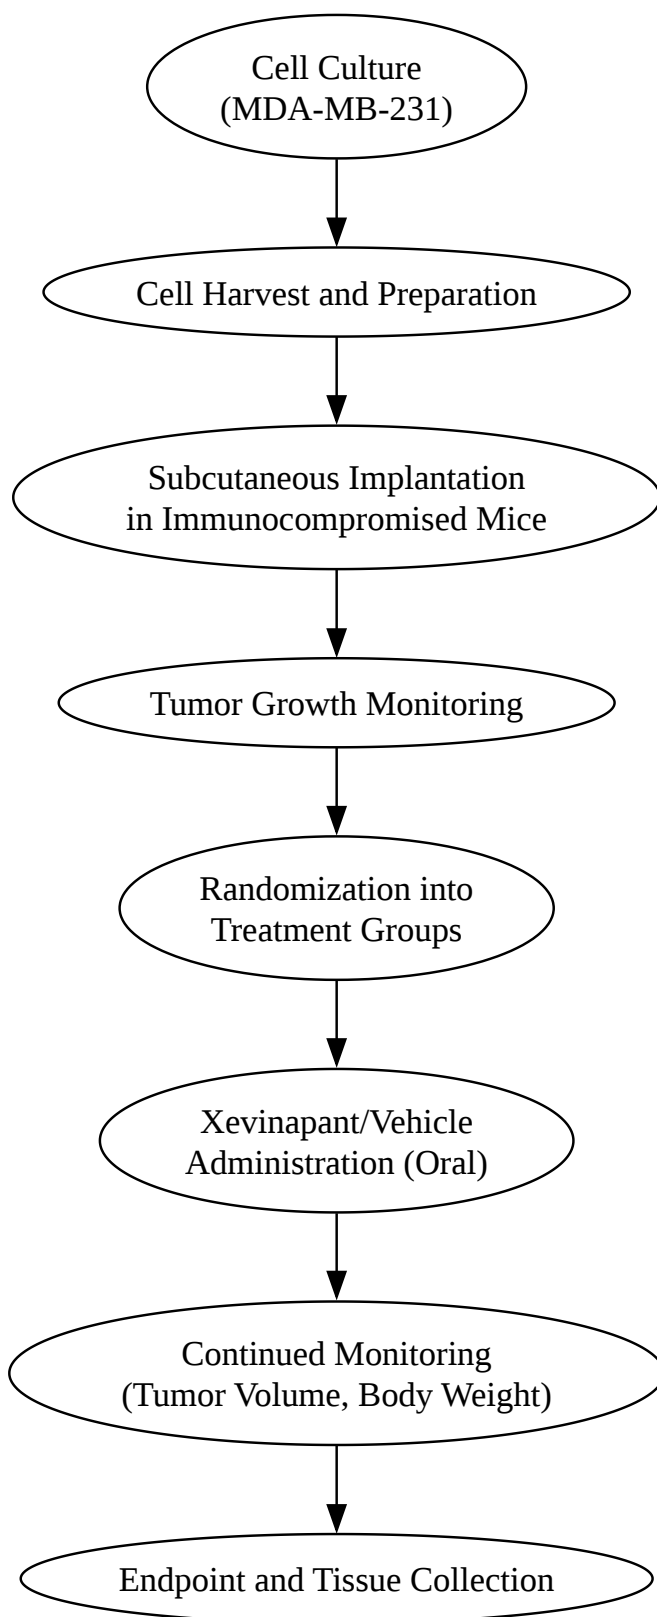 Cell Culture
(MDA-MB-231)
Cell Harvest and Preparation
Subcutaneous Implantation
in Immunocompromised Mice
Tumor Growth Monitoring
Randomization into
Treatment Groups
Xevinapant/Vehicle
Administration (Oral)
Continued Monitoring
(Tumor Volume, Body Weight)
Endpoint and Tissue Collection